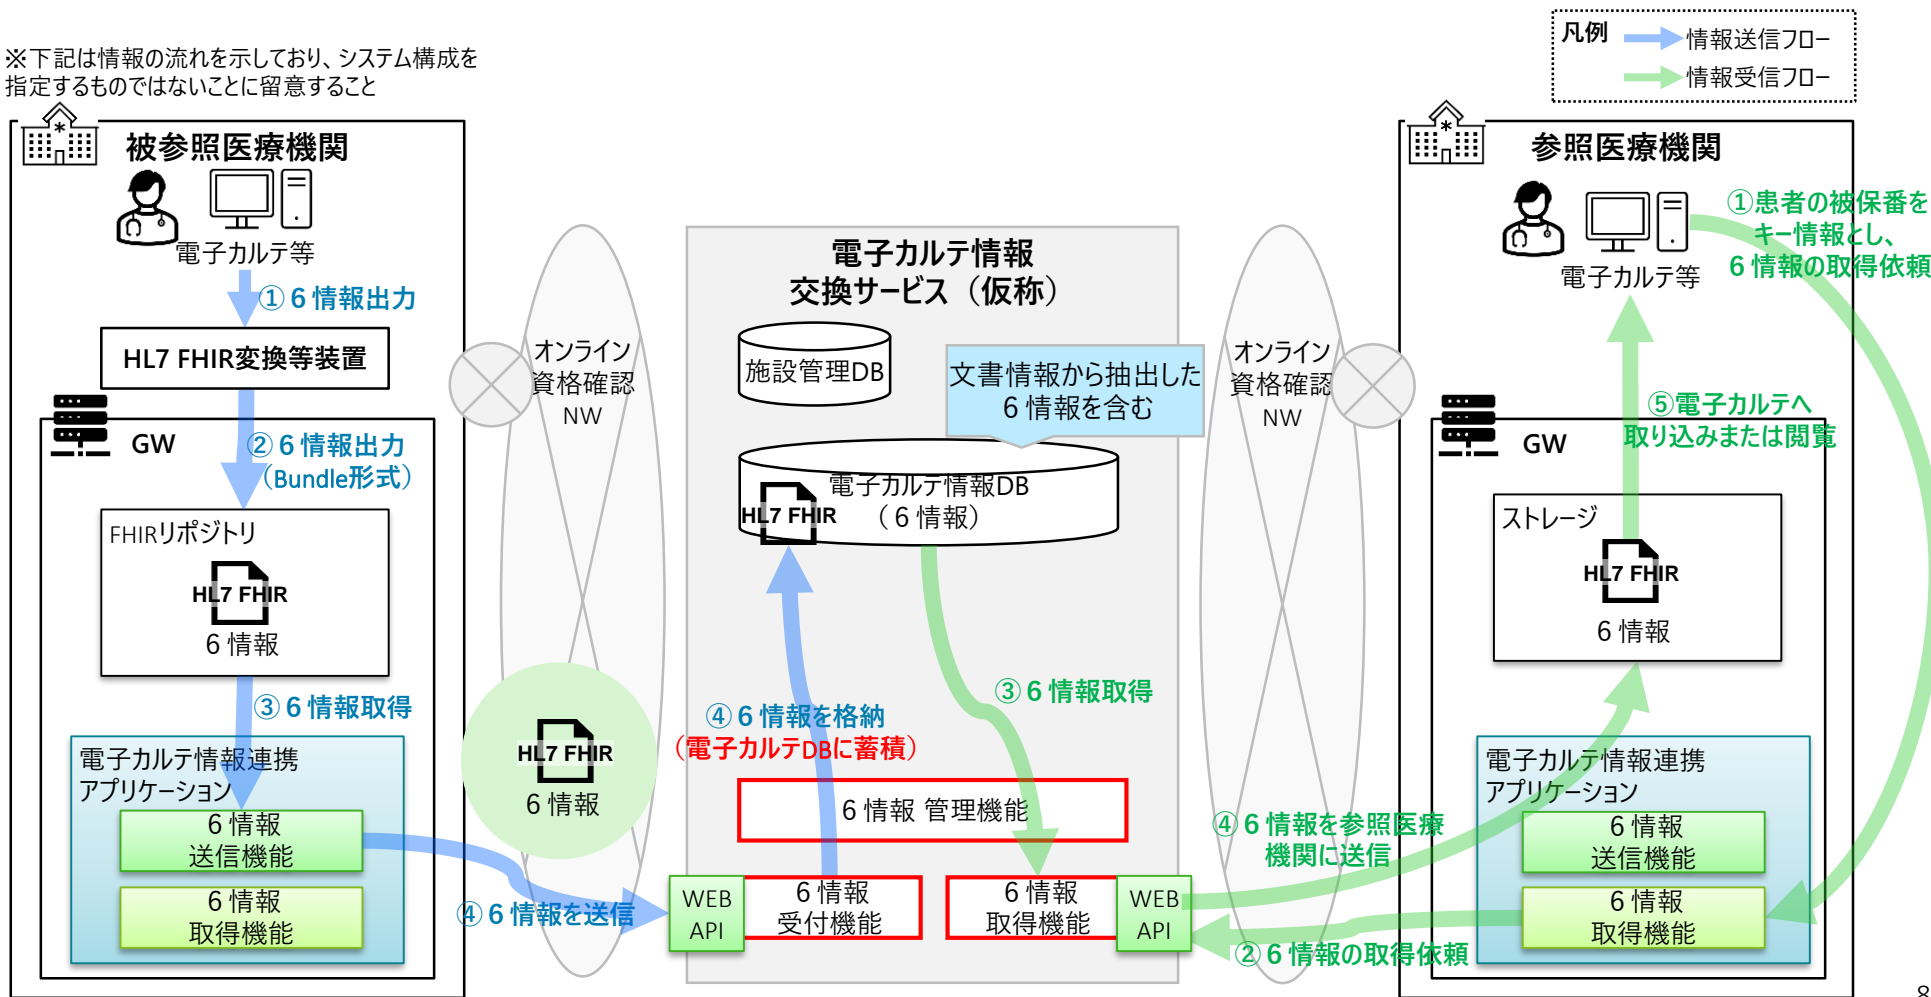 ※下記は情報の流れを示しており、システム構成を
指定するものではないことに留意すること
凡例
情報送信フロー
情報受信フロー
被参照医療機関
電子カルテ等
①６情報出力
HL7 FHIR変換等装置
GW
②６情報出力
（Bundle形式）
FHIRリポジトリ
HL7 FHIR
６情報
③６情報取得
電子カルテ情報連携
アプリケーション
６情報
送信機能
６情報
取得機能
オンライン
資格確認
NW
HL7 FHIR
６情報
④６情報を送信
電子カルテ情報
交換サービス（仮称）
施設管理DB
文書情報から抽出した
６情報を含む
電子カルテ情報DB
（６情報）
HL7 FHIR
③６情報取得
④６情報を格納
（電子カルテDBに蓄積）
６情報 管理機能
WEB
API
６情報
受付機能
６情報
取得機能
WEB
API
オンライン
資格確認
NW
④６情報を参照医療
機関に送信
②６情報の取得依頼
参照医療機関
電子カルテ等
①患者の被保番を
キー情報とし、
６情報の取得依頼
⑤電子カルテへ
取り込みまたは閲覧
GW
ストレージ
HL7 FHIR
６情報
電子カルテ情報連携
アプリケーション
６情報
送信機能
６情報
取得機能
8